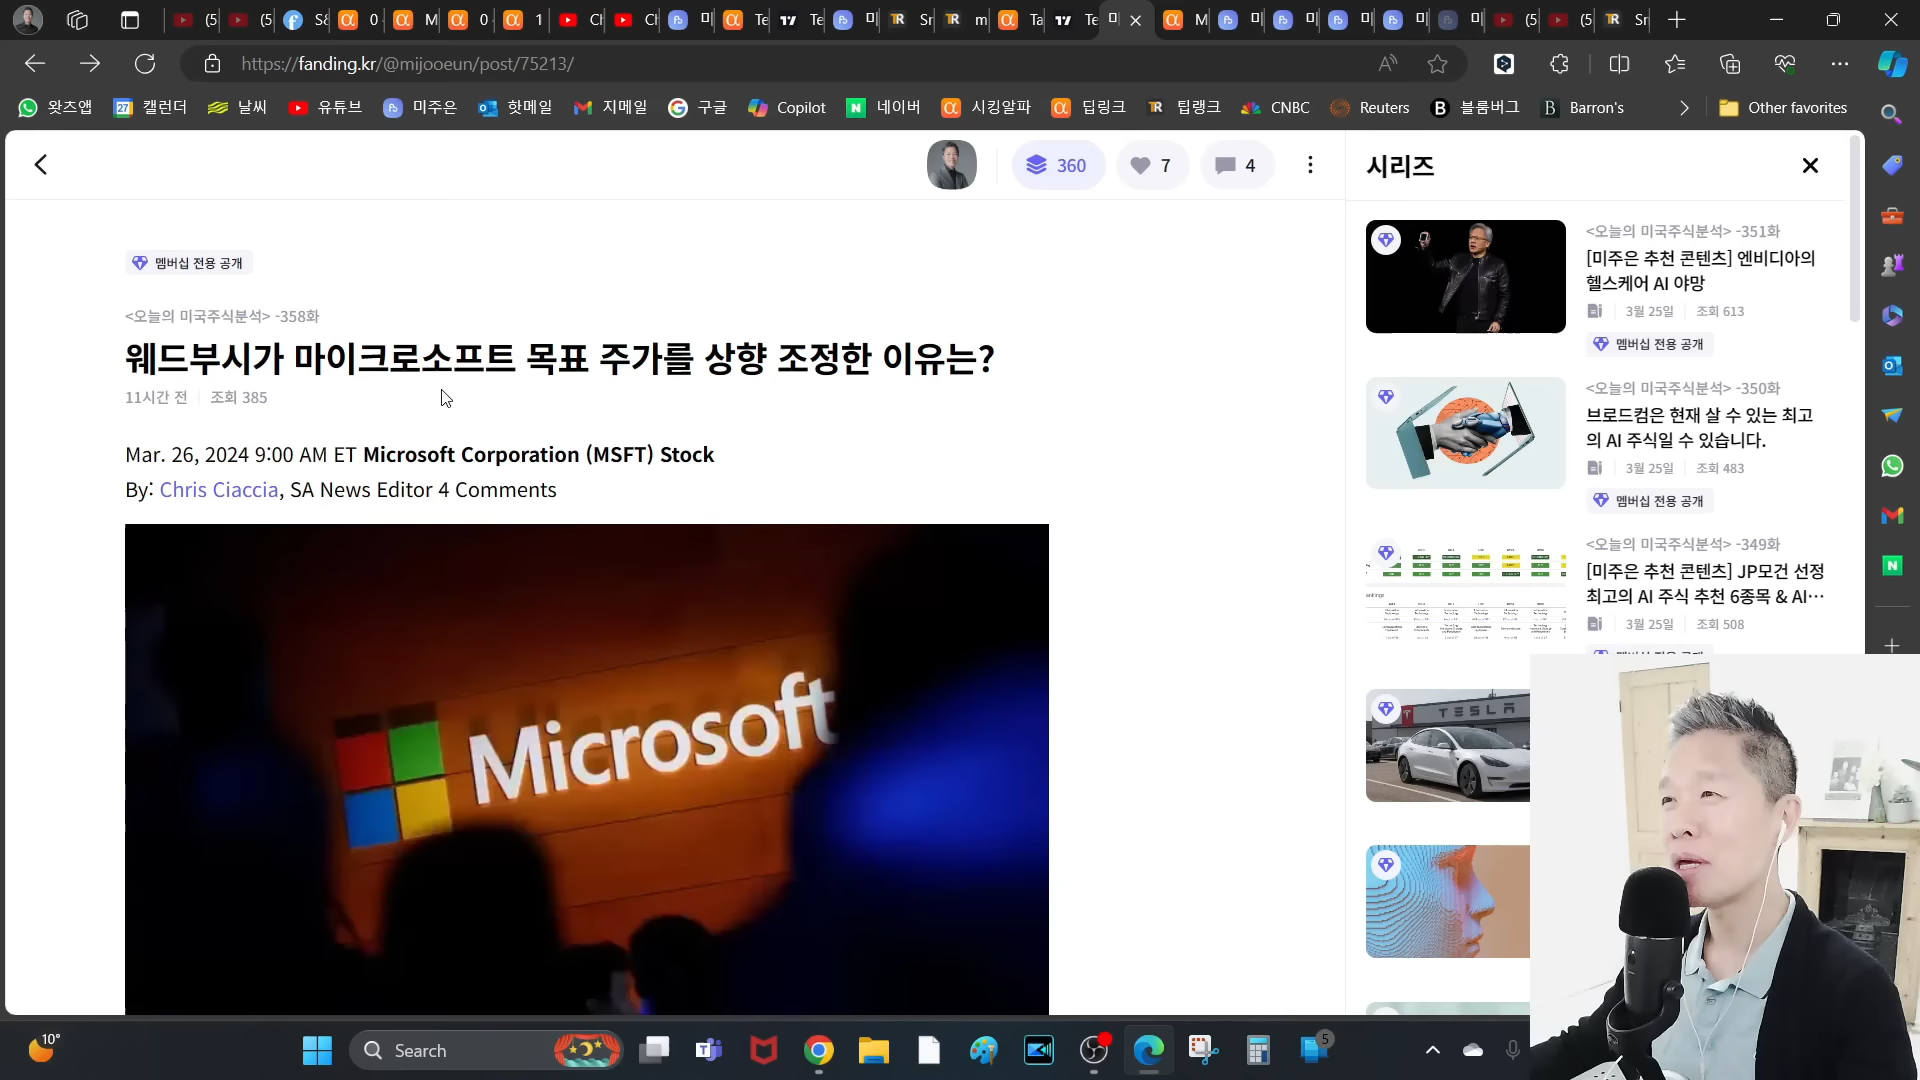 https://fanding.kr/@mijooeun/post/75213/
왓츠앱
캘린더
날씨
유튜브
미주은
핫메일
지메일
구글
Copilot
네이버
시킹알파
딥링크
팁랭크
CNBC
Reuters
블룸버그
Barron's
Other favorites
360
7
4
멤버십 전용 공개
<오늘의 미국주식분석> -358화
웨드부시가 마이크로소프트 목표 주가를 상향 조정한 이유는?
11시간 전
조회 385
Mar. 26, 2024 9:00 AM ET Microsoft Corporation (MSFT) Stock
By: Chris Ciaccia, SA News Editor 4 Comments
Microsoft
시리즈
<오늘의 미국주식분석> -351화
[미주은 추천 콘텐츠] 엔비디아의
헬스케어 AI 야망
3월 25일
조회 613
멤버십 전용 공개
<오늘의 미국주식분석> -350화
브로드컴은 현재 살 수 있는 최고
의 AI 주식일 수 있습니다.
3월 25일
조회 483
멤버십 전용 공개
<오늘의 미국주식분석> -349화
[미주은 추천 콘텐츠] JP모건 선정
최고의 AI 주식 추천 6종목 & AI…
3월 25일
조회 508
TESLA
10°
Search
5